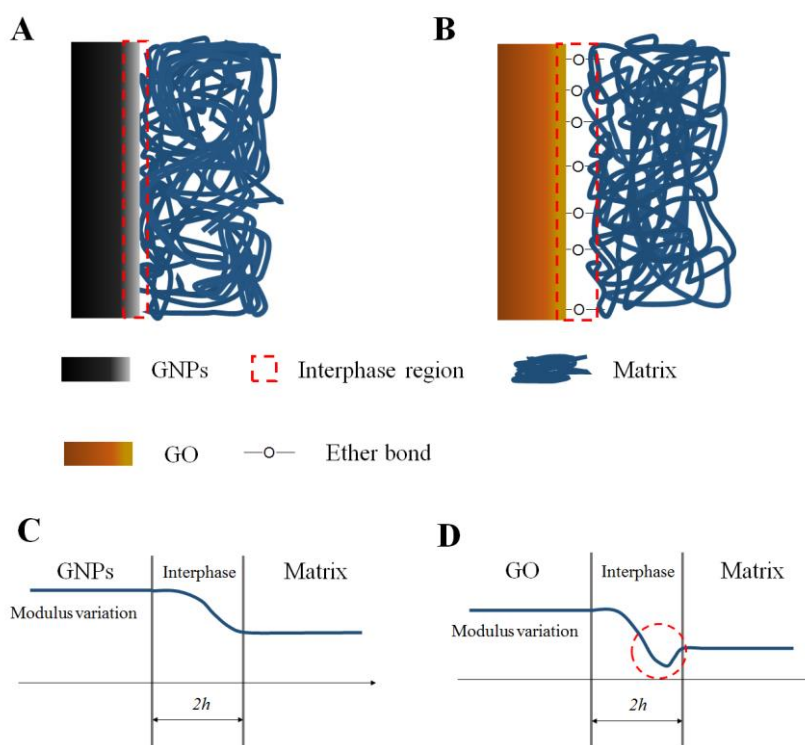 A
B
—O—
—O—
—O—
—O—
—O—
—O—
—O—
GNPs
Interphase region
Matrix
GO
—O—
Ether bond
C
D
GNPs
Interphase
Matrix
Modulus variation
2h
GO
Interphase
Matrix
Modulus variation
2h